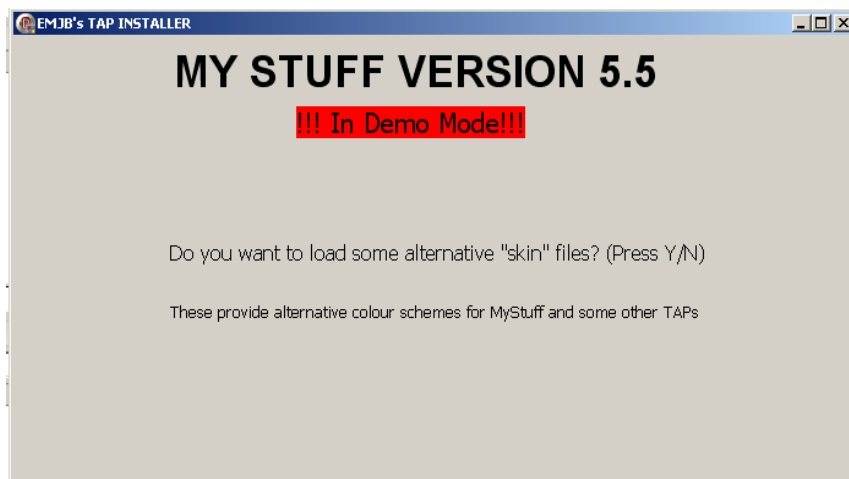 EMJB's TAP INSTALLER
MY STUFF VERSION 5.5
!!! In Demo Mode!!!
Do you want to load some alternative "skin" files? (Press Y/N)
These provide alternative colour schemes for MyStuff and some other TAPs